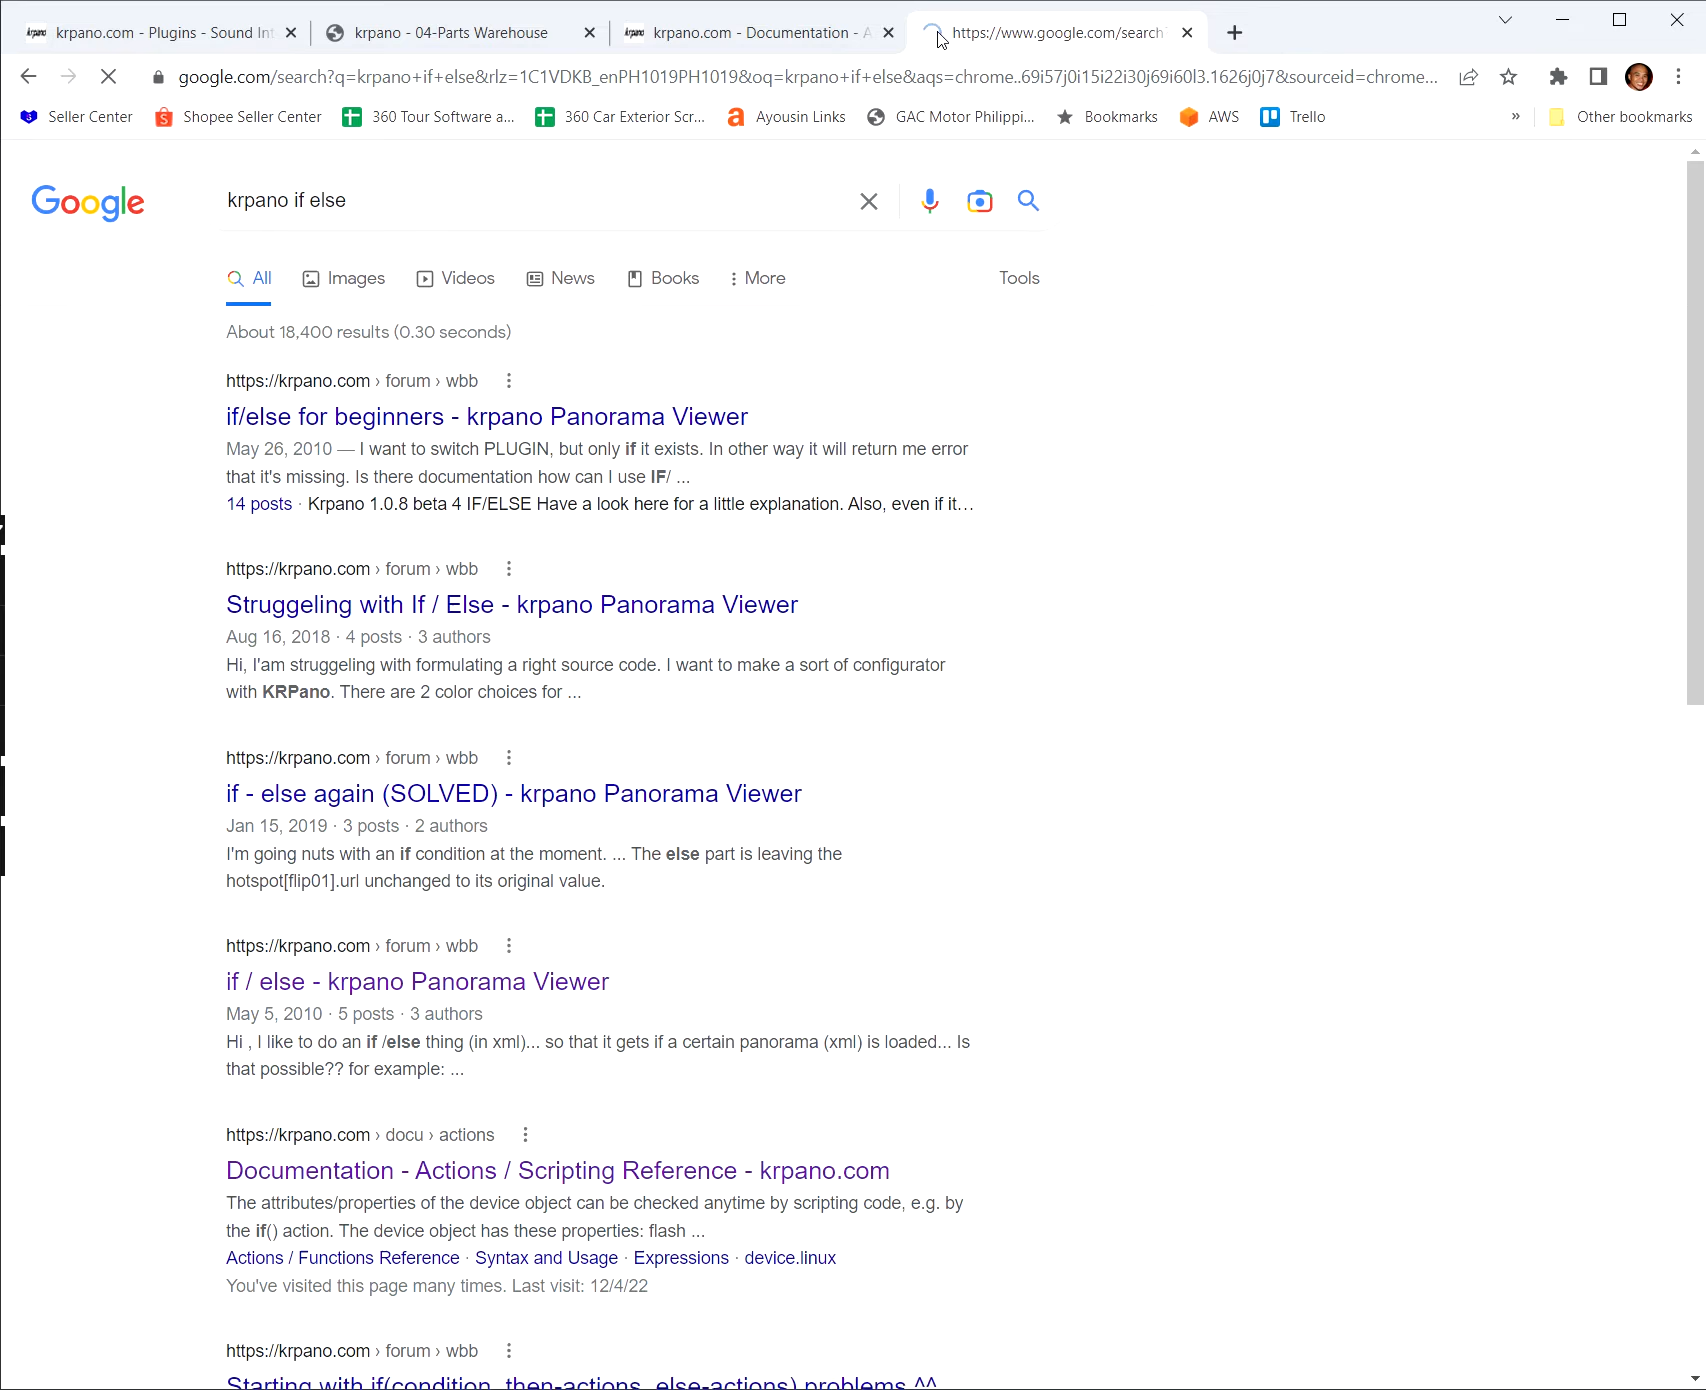 krpano.com - Plugins - Sound Int
krpano - 04-Parts Warehouse
krpano.com - Documentation - A
https://www.google.com/search?
google.com/search?q=krpano+if+else&rlz=1C1VDKB_enPH1019PH1019&oq=krpano+if+else&aqs=chrome..69i57j0i15i22i30j69i60l3.1626j0j7&sourceid=chrome...
Seller Center
Shopee Seller Center
360 Tour Software a...
360 Car Exterior Scr...
Ayousin Links
GAC Motor Philippi...
Bookmarks
AWS
Trello
»
Other bookmarks
Google
krpano if else
All
Images
Videos
News
Books
More
Tools
About 18,400 results (0.30 seconds)
https://krpano.com › forum › wbb
if/else for beginners - krpano Panorama Viewer
May 26, 2010 — I want to switch PLUGIN, but only if it exists. In other way it will return me error
that it's missing. Is there documentation how can I use IF/ ...
14 posts · Krpano 1.0.8 beta 4 IF/ELSE Have a look here for a little explanation. Also, even if it...
https://krpano.com › forum › wbb
Struggeling with If / Else - krpano Panorama Viewer
Aug 16, 2018 · 4 posts · 3 authors
Hi, I'am struggeling with formulating a right source code. I want to make a sort of configurator
with KRPano. There are 2 color choices for ...
https://krpano.com › forum › wbb
if - else again (SOLVED) - krpano Panorama Viewer
Jan 15, 2019 · 3 posts · 2 authors
I'm going nuts with an if condition at the moment. ... The else part is leaving the
hotspot[flip01].url unchanged to its original value.
https://krpano.com › forum › wbb
if / else - krpano Panorama Viewer
May 5, 2010 · 5 posts · 3 authors
Hi , I like to do an if /else thing (in xml)... so that it gets if a certain panorama (xml) is loaded... Is
that possible?? for example: ...
https://krpano.com › docu › actions
Documentation - Actions / Scripting Reference - krpano.com
The attributes/properties of the device object can be checked anytime by scripting code, e.g. by
the if() action. The device object has these properties: flash ...
Actions / Functions Reference · Syntax and Usage · Expressions · device.linux
You've visited this page many times. Last visit: 12/4/22
https://krpano.com › forum › wbb
Starting with if(condition, then-actions, else-actions) problems ^^